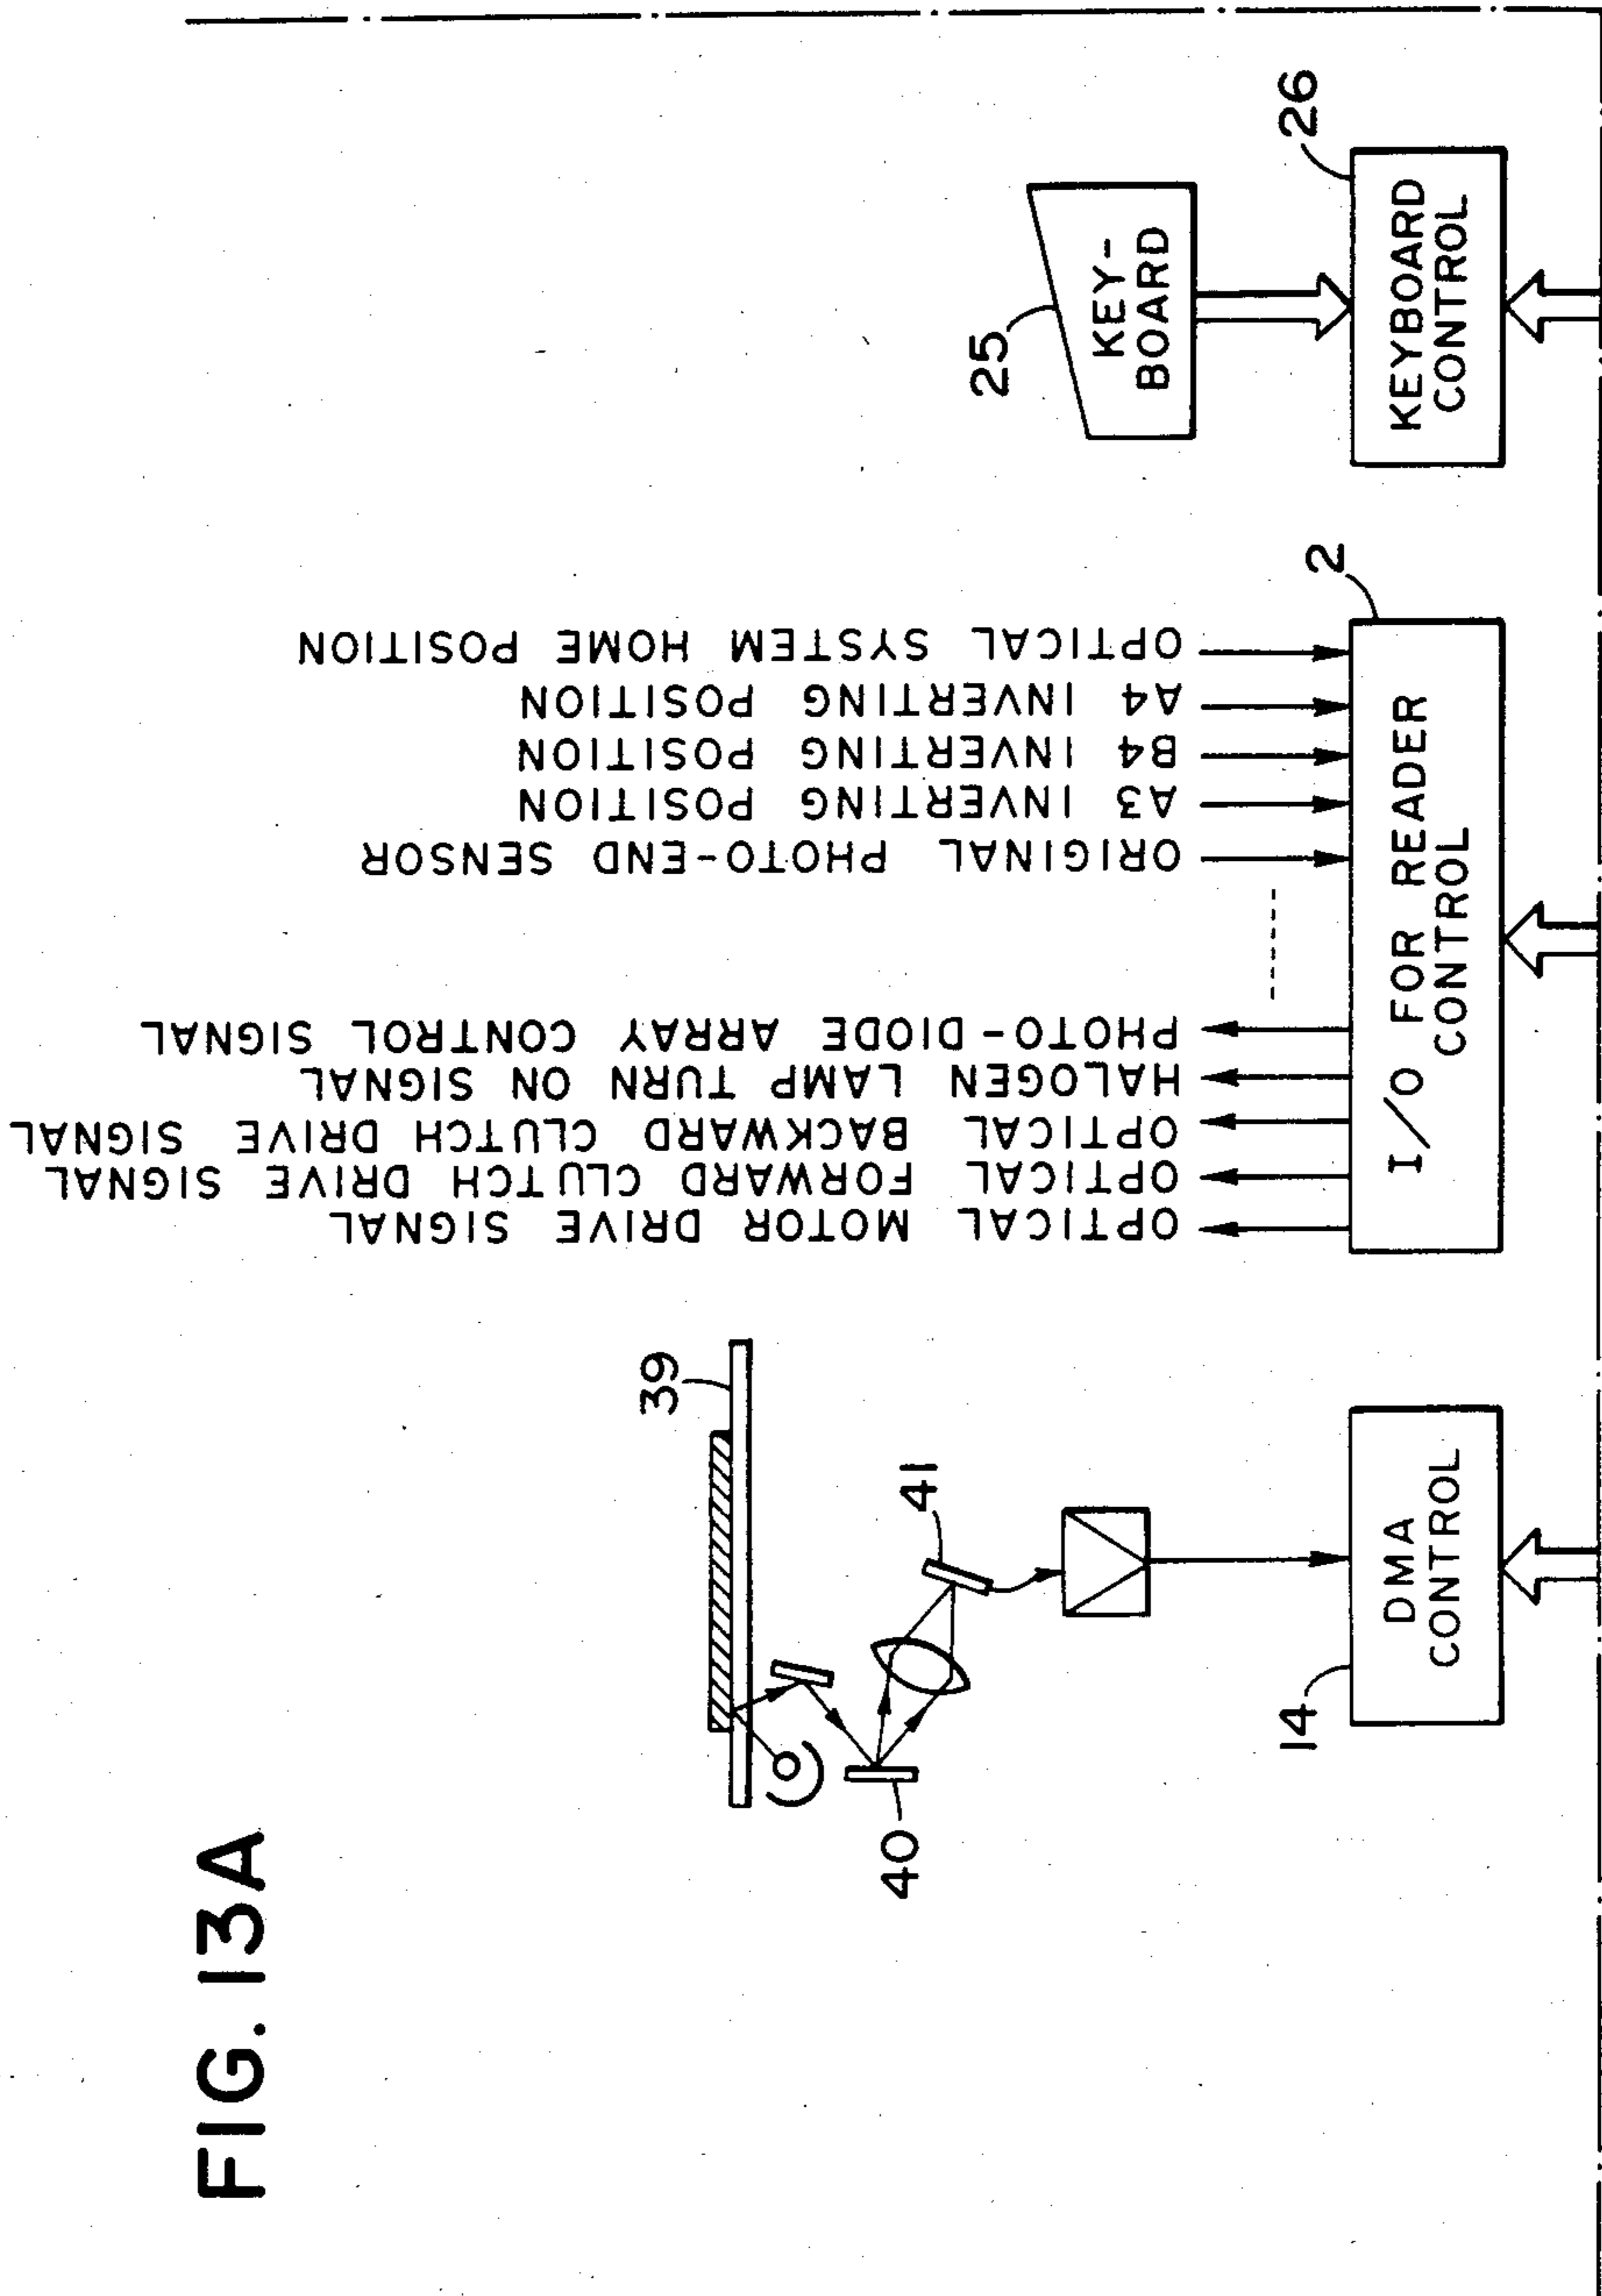 FIG. 13A
39
40
41
14
DMA
CONTROL
OPTICAL MOTOR DRIVE SIGNAL
OPTICAL FORWARD CLUTCH DRIVE SIGNAL
OPTICAL BACKWARD CLUTCH DRIVE SIGNAL
HALOGEN LAMP TURN ON SIGNAL
PHOTO-DIODE ARRAY CONTROL SIGNAL
ORIGINAL PHOTO-END SENSOR
A3 INVERTING POSITION
B4 INVERTING POSITION
A4 INVERTING POSITION
OPTICAL SYSTEM HOME POSITION
2
I/O FOR READER
CONTROL
25
KEY-
BOARD
26
KEYBOARD
CONTROL